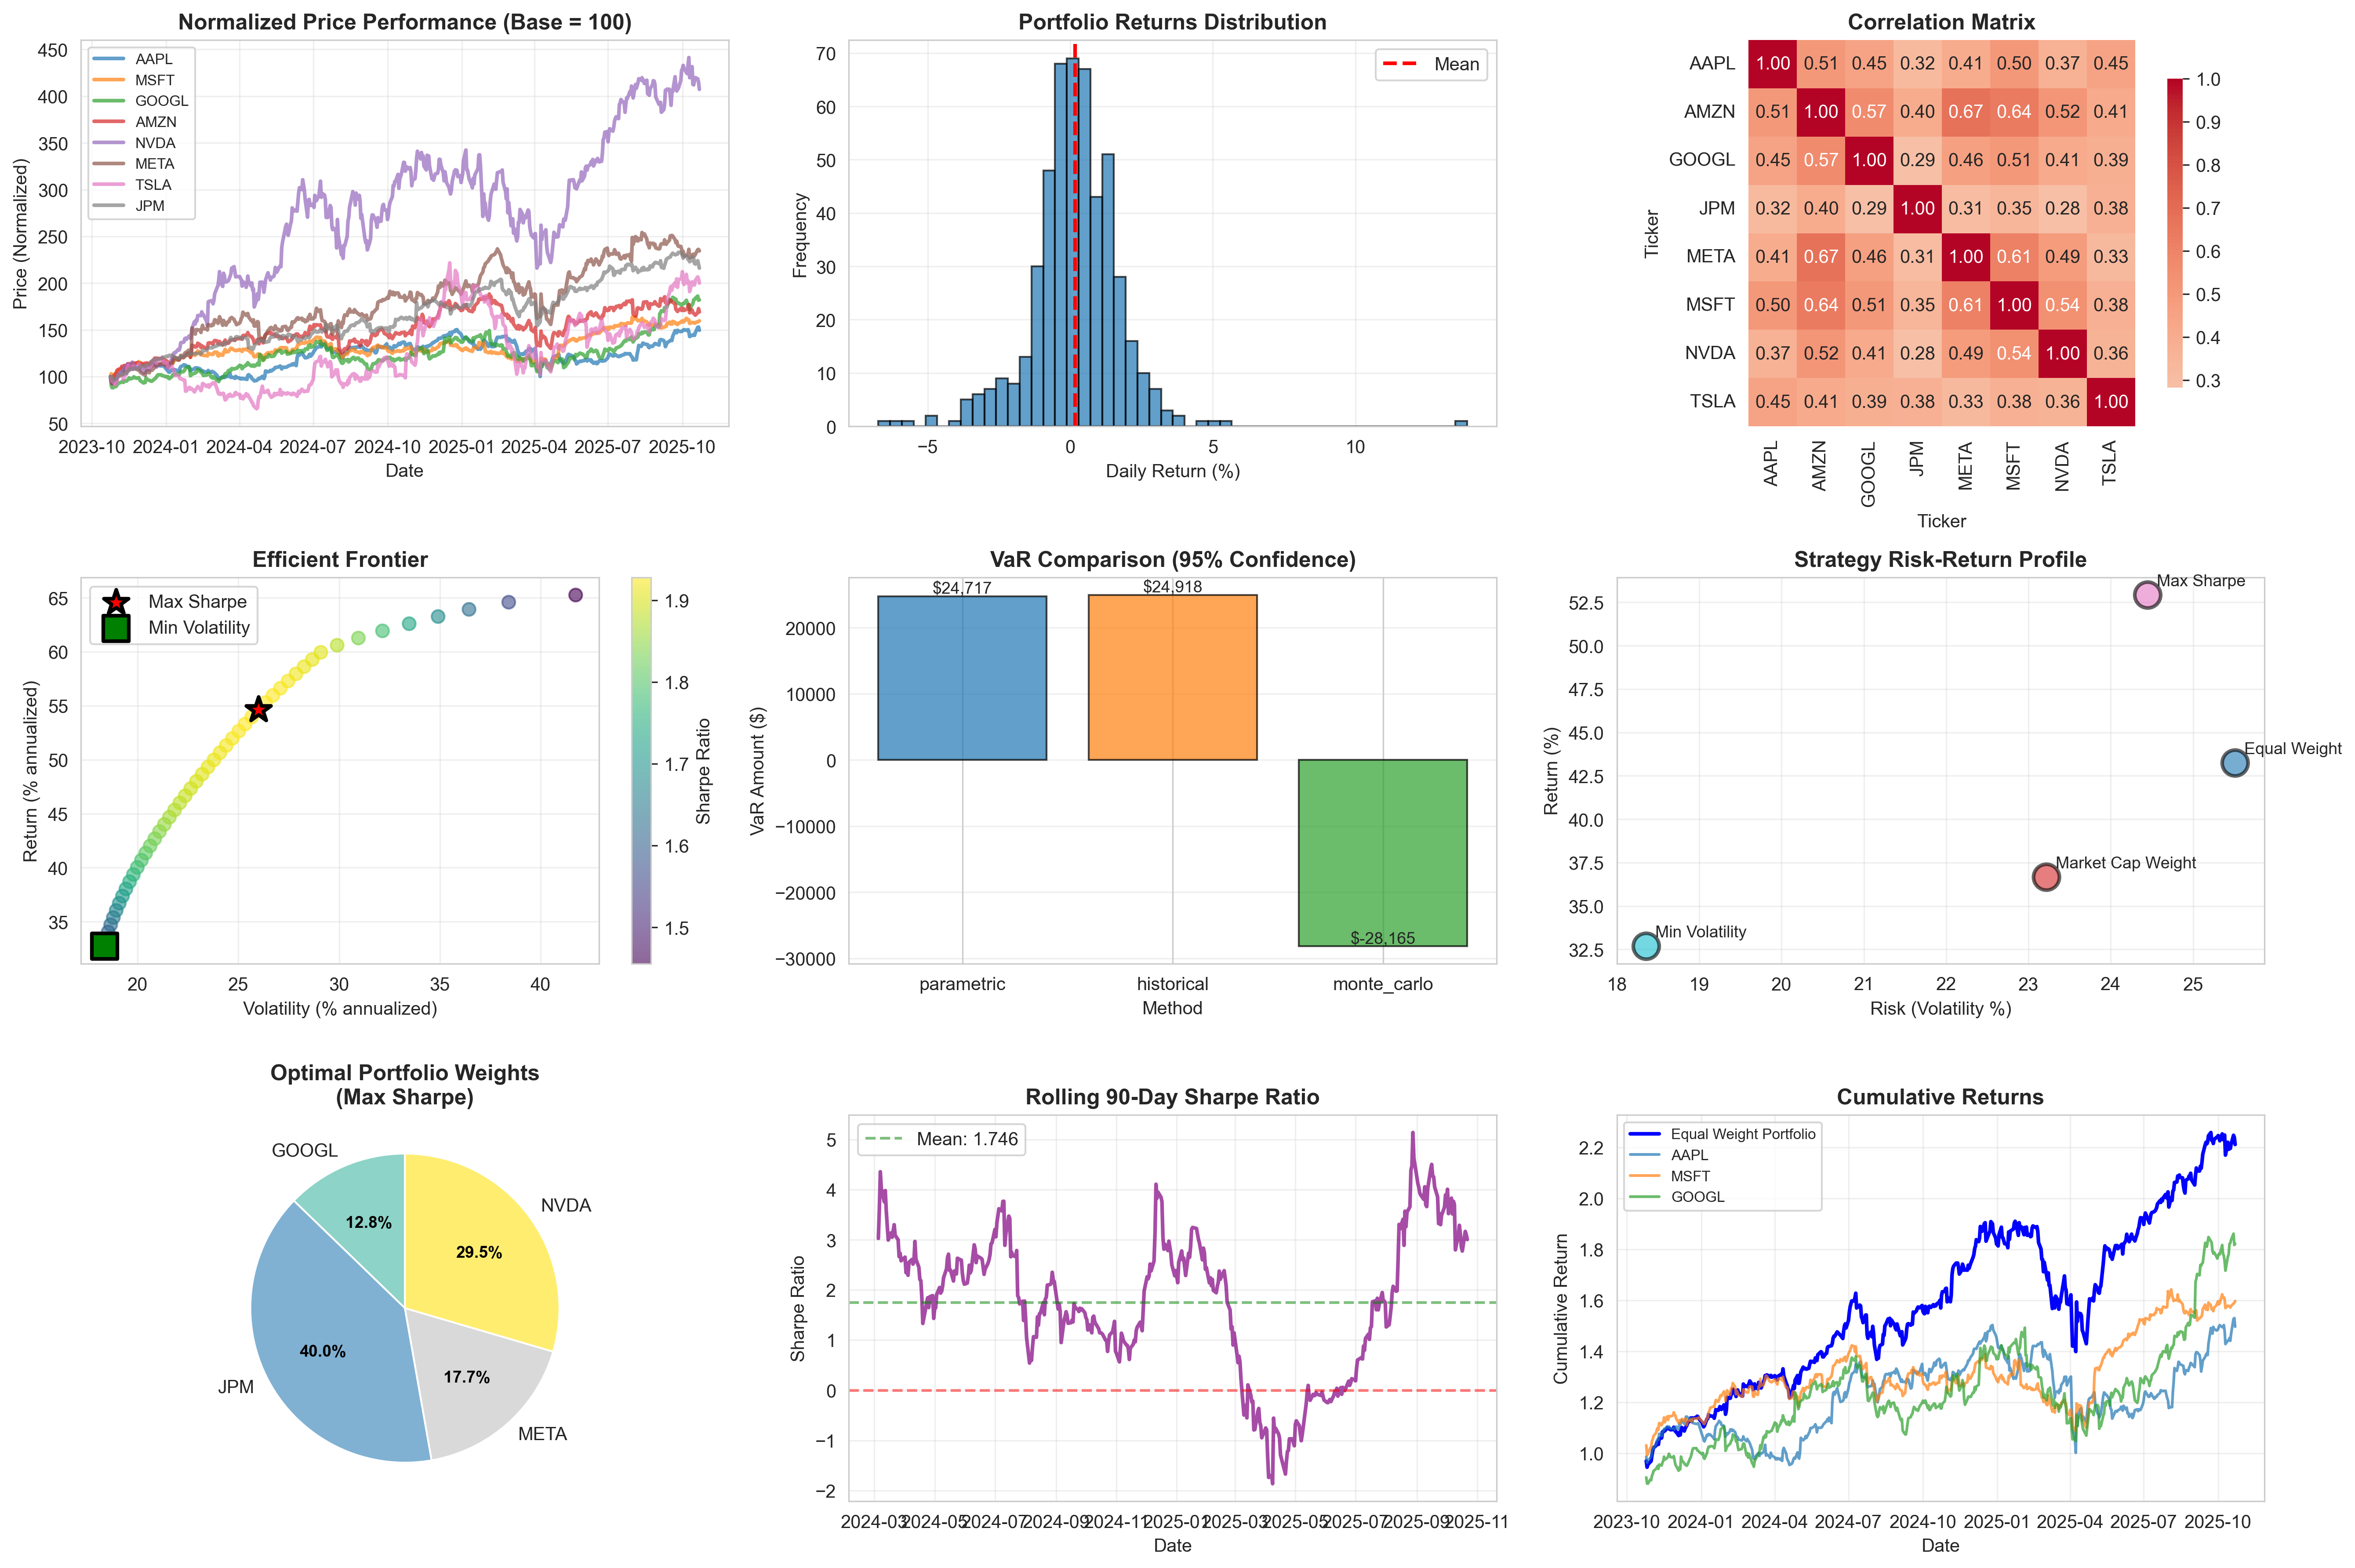 Normalized Price Performance (Base = 100)
AAPL
MSFT
GOOGL
AMZN
NVDA
META
TSLA
JPM
450
400
350
300
250
200
150
100
50
Price (Normalized)
2023-10 2024-01 2024-04 2024-07 2024-10 2025-01 2025-04 2025-07 2025-10
Date
Portfolio Returns Distribution
Mean
70
60
50
40
30
20
10
0
Frequency
−5 0 5 10
Daily Return (%)
Correlation Matrix
AAPL 1.00 0.51 0.45 0.32 0.41 0.50 0.37 0.45
AMZN 0.51 1.00 0.57 0.40 0.67 0.64 0.52 0.41
GOOGL 0.45 0.57 1.00 0.29 0.46 0.51 0.41 0.39
JPM 0.32 0.40 0.29 1.00 0.31 0.35 0.28 0.38
META 0.41 0.67 0.46 0.31 1.00 0.61 0.49 0.33
MSFT 0.50 0.64 0.51 0.35 0.61 1.00 0.54 0.38
NVDA 0.37 0.52 0.41 0.28 0.49 0.54 1.00 0.36
TSLA 0.45 0.41 0.39 0.38 0.33 0.38 0.36 1.00
Ticker
AAPL AMZN GOOGL JPM META MSFT NVDA TSLA
Ticker
1.0
0.9
0.8
0.7
0.6
0.5
0.4
0.3
Efficient Frontier
Max Sharpe
Min Volatility
65
60
55
50
45
40
35
Return (% annualized)
20 25 30 35 40
Volatility (% annualized)
1.9
1.8
1.7
1.6
1.5
Sharpe Ratio
VaR Comparison (95% Confidence)
$24,717
$24,918
$-28,165
20000
10000
0
−10000
−20000
−30000
VaR Amount ($)
parametric historical monte_carlo
Method
Strategy Risk-Return Profile
Max Sharpe
Equal Weight
Market Cap Weight
Min Volatility
52.5
50.0
47.5
45.0
42.5
40.0
37.5
35.0
32.5
Return (%)
18 19 20 21 22 23 24 25
Risk (Volatility %)
Optimal Portfolio Weights
(Max Sharpe)
GOOGL
12.8%
NVDA
29.5%
JPM
40.0%
META
17.7%
Rolling 90-Day Sharpe Ratio
Mean: 1.746
5
4
3
2
1
0
−1
−2
Sharpe Ratio
2024-03 2024-05 2024-07 2024-09 2024-11 2025-01 2025-03 2025-05 2025-07 2025-09 2025-11
Date
Cumulative Returns
Equal Weight Portfolio
AAPL
MSFT
GOOGL
2.2
2.0
1.8
1.6
1.4
1.2
1.0
Cumulative Return
2023-10 2024-01 2024-04 2024-07 2024-10 2025-01 2025-04 2025-07 2025-10
Date